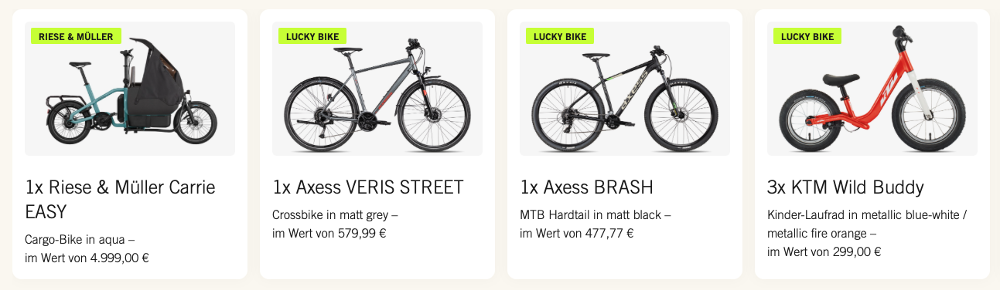 RIESE & MÜLLER
1x Riese & Müller Carrie
EASY
Cargo-Bike in aqua –
im Wert von 4.999,00 €
LUCKY BIKE
1x Axess VERIS STREET
Crossbike in matt grey –
im Wert von 579,99 €
LUCKY BIKE
axess
1x Axess BRASH
MTB Hardtail in matt black –
im Wert von 477,77 €
LUCKY BIKE
KTM
3x KTM Wild Buddy
Kinder-Laufrad in metallic blue-white /
metallic fire orange –
im Wert von 299,00 €